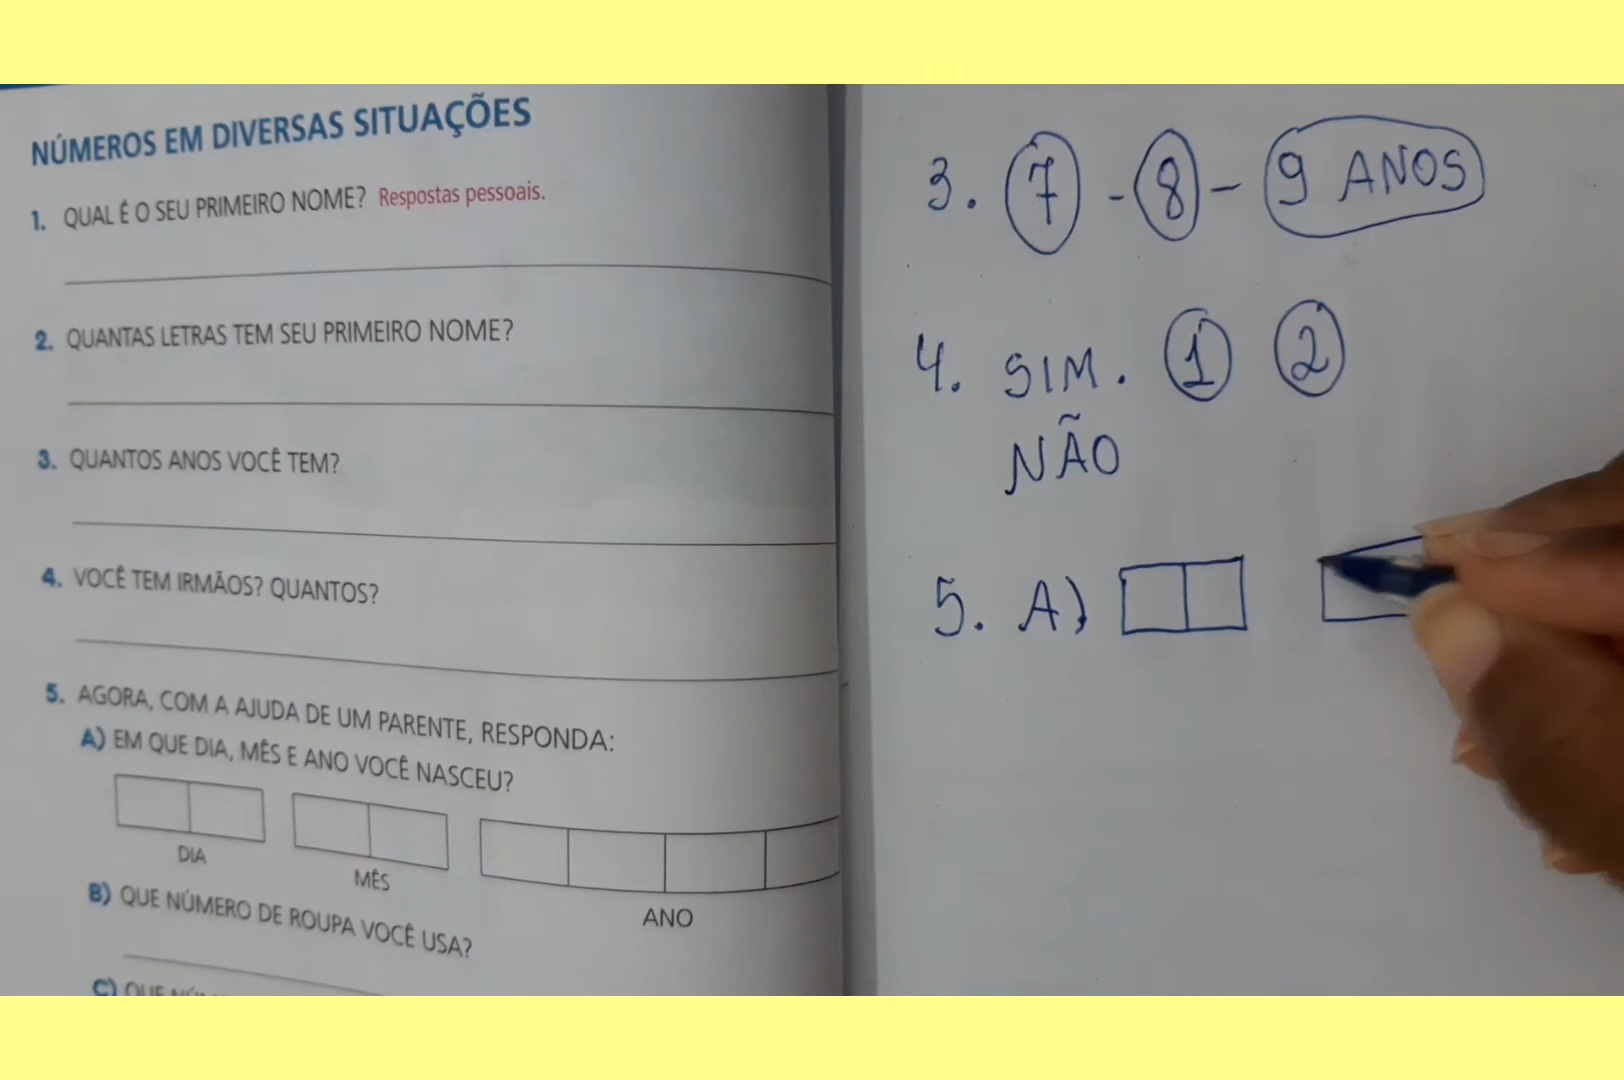 NÚMEROS EM DIVERSAS SITUAÇÕES
1. QUAL É O SEU PRIMEIRO NOME? Respostas pessoais.
2. QUANTAS LETRAS TEM SEU PRIMEIRO NOME?
3. QUANTOS ANOS VOCÊ TEM?
4. VOCÊ TEM IRMÃOS? QUANTOS?
5. AGORA, COM A AJUDA DE UM PARENTE, RESPONDA:
A) EM QUE DIA, MÊS E ANO VOCÊ NASCEU?
DIA
MÊS
ANO
B) QUE NÚMERO DE ROUPA VOCÊ USA?
C) QUE
3. 7 - 8 - 9 ANOS
4. SIM. 1 2
NÃO
5. A)